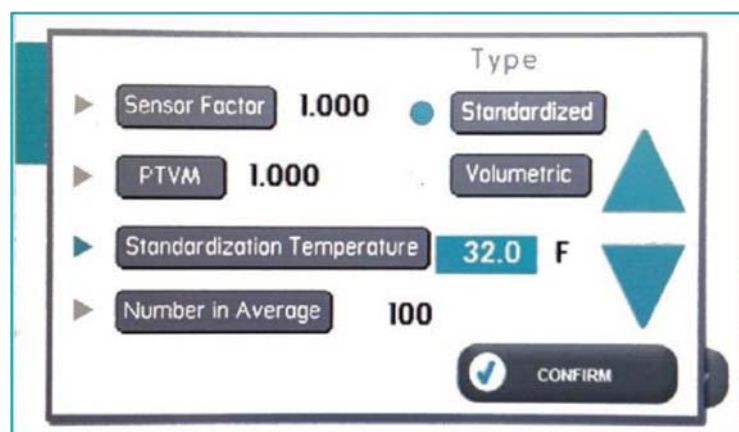 Type
Sensor Factor 1.000 Standardized
PTVM 1.000 Volumetric
Standardization Temperature 32.0 F
Number in Average 100
CONFIRM